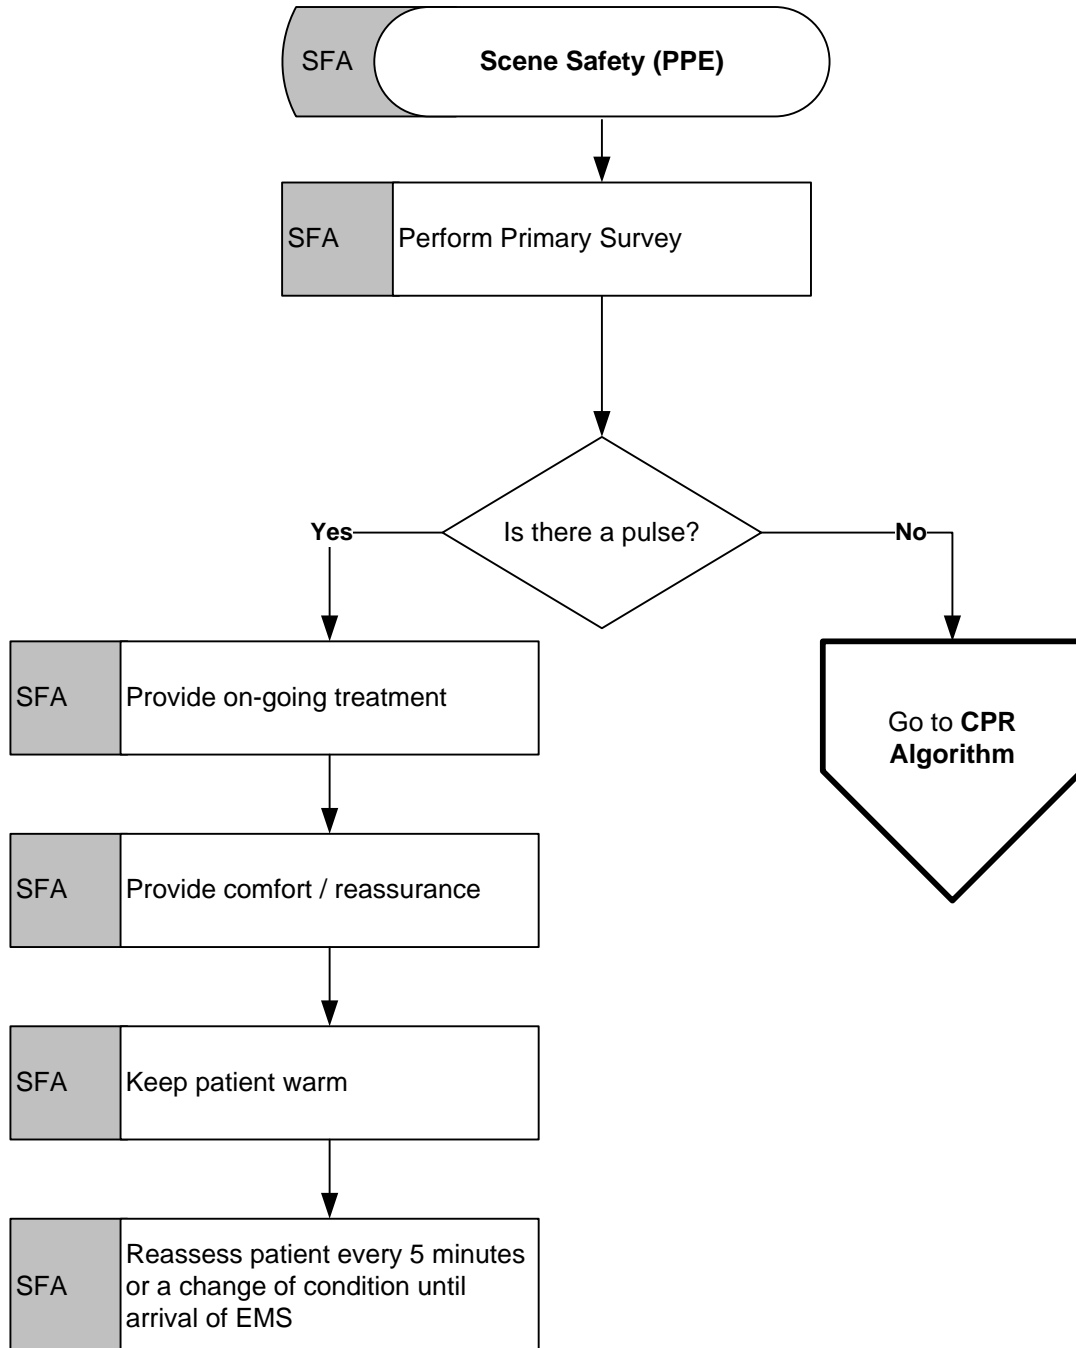 SFA
Scene Safety (PPE)
SFA
Perform Primary Survey
Is there a pulse?
Yes
No
SFA
Provide on-going treatment
Go to CPR
Algorithm
SFA
Provide comfort / reassurance
SFA
Keep patient warm
SFA
Reassess patient every 5 minutes
or a change of condition until
arrival of EMS